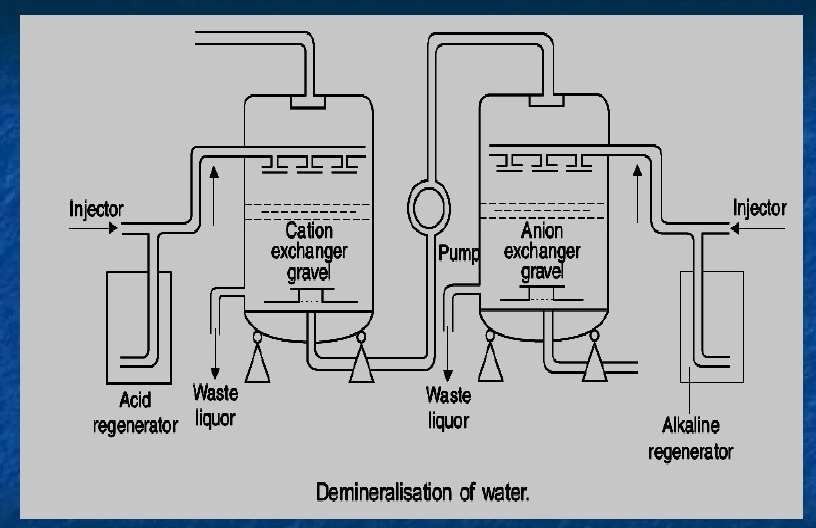 Injector
Cation
exchanger
gravel
Pump
Anion
exchanger
gravel
Injector
Acid
regenerator
Waste
liquor
Waste
liquor
Alkaline
regenerator
Demineralisation of water.